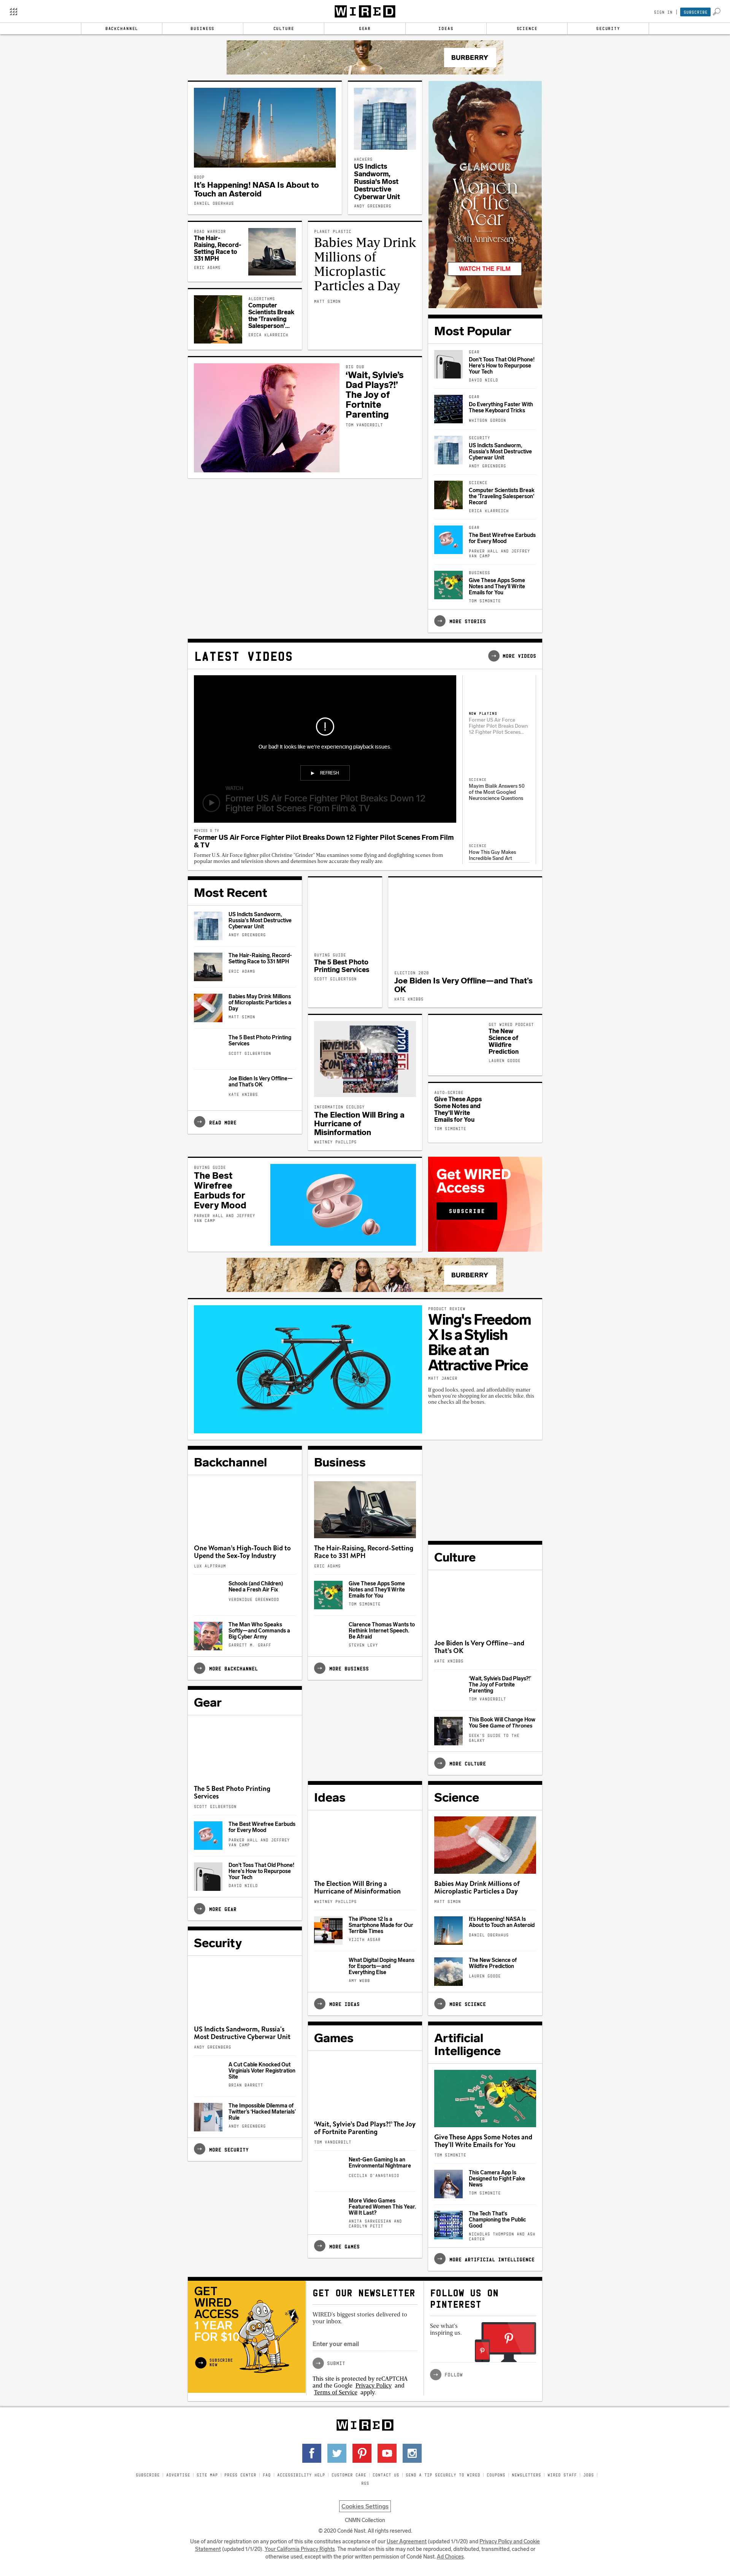 WIRED
SIGN IN
SUBSCRIBE
BACKCHANNEL
BUSINESS
CULTURE
GEAR
IDEAS
SCIENCE
SECURITY
BURBERRY
OOOF
It's Happening! NASA Is About to
Touch an Asteroid
DANIEL OBERHAUS
HACKERS
US Indicts
Sandworm,
Russia's Most
Destructive
Cyberwar Unit
ANDY GREENBERG
GLAMOUR
Women
of the
Year
30th Anniversary
WATCH THE FILM
ROAD WARRIOR
The Hair-
Raising, Record-
Setting Race to
331 MPH
ERIC ADAMS
PLANET PLASTIC
Babies May Drink
Millions of
Microplastic
Particles a Day
MATT SIMON
ALGORITHMS
Computer
Scientists Break
the 'Traveling
Salesperson'...
ERICA KLARREICH
DIG DUB
'Wait, Sylvie's
Dad Plays?!'
The Joy of
Fortnite
Parenting
TOM VANDERBILT
Most Popular
GEAR
Don't Toss That Old Phone!
Here's How to Repurpose
Your Tech
DAVID NIELD
GEAR
Do Everything Faster With
These Keyboard Tricks
WHITSON GORDON
SECURITY
US Indicts Sandworm,
Russia's Most Destructive
Cyberwar Unit
ANDY GREENBERG
SCIENCE
Computer Scientists Break
the 'Traveling Salesperson'
Record
ERICA KLARREICH
GEAR
The Best Wirefree Earbuds
for Every Mood
PARKER HALL AND JEFFREY
VAN CAMP
BUSINESS
Give These Apps Some
Notes and They'll Write
Emails for You
TOM SIMONITE
MORE STORIES
LATEST VIDEOS
MORE VIDEOS
Our bad! It looks like we're experiencing playback issues.
REFRESH
WATCH
Former US Air Force Fighter Pilot Breaks Down 12
Fighter Pilot Scenes From Film & TV
NOW PLAYING
Former US Air Force
Fighter Pilot Breaks Down
12 Fighter Pilot Scenes...
SCIENCE
Mayim Bialik Answers 50
of the Most Googled
Neuroscience Questions
SCIENCE
How This Guy Makes
Incredible Sand Art
MOVIES & TV
Former US Air Force Fighter Pilot Breaks Down 12 Fighter Pilot Scenes From Film
& TV
Former U.S. Air Force fighter pilot Christine "Grinder" Mau examines some flying and dogfighting scenes from
popular movies and television shows and determines how accurate they really are.
Most Recent
US Indicts Sandworm,
Russia's Most Destructive
Cyberwar Unit
ANDY GREENBERG
The Hair-Raising, Record-
Setting Race to 331 MPH
ERIC ADAMS
Babies May Drink Millions
of Microplastic Particles a
Day
MATT SIMON
The 5 Best Photo Printing
Services
SCOTT GILBERTSON
Joe Biden Is Very Offline—
and That's OK
KATE KNIBBS
READ MORE
BUYING GUIDE
The 5 Best Photo
Printing Services
SCOTT GILBERTSON
ELECTION 2020
Joe Biden Is Very Offline—and That's
OK
KATE KNIBBS
INFORMATION ECOLOGY
The Election Will Bring a
Hurricane of
Misinformation
WHITNEY PHILLIPS
GET WIRED PODCAST
The New
Science of
Wildfire
Prediction
LAUREN GOODE
AUTO-SCRIBE
Give These Apps
Some Notes and
They'll Write
Emails for You
TOM SIMONITE
BUYING GUIDE
The Best
Wirefree
Earbuds for
Every Mood
PARKER HALL AND JEFFREY
VAN CAMP
Get WIRED
Access
SUBSCRIBE
BURBERRY
PRODUCT REVIEW
Wing's Freedom
X Is a Stylish
Bike at an
Attractive Price
MATT JANCER
If good looks, speed, and affordability matter
when you're shopping for an electric bike, this
one checks all the boxes.
Backchannel
One Woman's High-Touch Bid to
Upend the Sex-Toy Industry
LUX ALPTRAUM
Schools (and Children)
Need a Fresh Air Fix
VERONIQUE GREENWOOD
The Man Who Speaks
Softly—and Commands a
Big Cyber Army
GARRETT M. GRAFF
MORE BACKCHANNEL
Business
The Hair-Raising, Record-Setting
Race to 331 MPH
ERIC ADAMS
Give These Apps Some
Notes and They'll Write
Emails for You
TOM SIMONITE
Clarence Thomas Wants to
Rethink Internet Speech.
Be Afraid
STEVEN LEVY
MORE BUSINESS
Culture
Joe Biden Is Very Offline—and
That's OK
KATE KNIBBS
'Wait, Sylvie's Dad Plays?!'
The Joy of Fortnite
Parenting
TOM VANDERBILT
This Book Will Change How
You See Game of Thrones
GEEK'S GUIDE TO THE
GALAXY
MORE CULTURE
Gear
The 5 Best Photo Printing
Services
SCOTT GILBERTSON
The Best Wirefree Earbuds
for Every Mood
PARKER HALL AND JEFFREY
VAN CAMP
Don't Toss That Old Phone!
Here's How to Repurpose
Your Tech
DAVID NIELD
MORE GEAR
Ideas
The Election Will Bring a
Hurricane of Misinformation
WHITNEY PHILLIPS
The iPhone 12 Is a
Smartphone Made for Our
Terrible Times
VIJITH ASSAR
What Digital Doping Means
for Esports—and
Everything Else
AMY WEBB
MORE IDEAS
Science
Babies May Drink Millions of
Microplastic Particles a Day
MATT SIMON
It's Happening! NASA Is
About to Touch an Asteroid
DANIEL OBERHAUS
The New Science of
Wildfire Prediction
LAUREN GOODE
MORE SCIENCE
Security
US Indicts Sandworm, Russia's
Most Destructive Cyberwar Unit
ANDY GREENBERG
A Cut Cable Knocked Out
Virginia's Voter Registration
Site
BRIAN BARRETT
The Impossible Dilemma of
Twitter's 'Hacked Materials'
Rule
ANDY GREENBERG
MORE SECURITY
Games
'Wait, Sylvie's Dad Plays?!' The Joy
of Fortnite Parenting
TOM VANDERBILT
Next-Gen Gaming Is an
Environmental Nightmare
CECILIA D'ANASTASIO
More Video Games
Featured Women This Year.
Will It Last?
ANITA SARKEESIAN AND
CAROLYN PETIT
MORE GAMES
Artificial
Intelligence
Give These Apps Some Notes and
They'll Write Emails for You
TOM SIMONITE
This Camera App Is
Designed to Fight Fake
News
TOM SIMONITE
The Tech That's
Championing the Public
Good
NICHOLAS THOMPSON AND ASH
CARTER
MORE ARTIFICIAL INTELLIGENCE
GET
WIRED
ACCESS
1 YEAR
FOR $10
SUBSCRIBE
NOW
GET OUR NEWSLETTER
WIRED's biggest stories delivered to
your inbox.
Enter your email
SUBMIT
This site is protected by reCAPTCHA
and the Google Privacy Policy and
Terms of Service apply.
FOLLOW US ON
PINTEREST
See what's
inspiring us.
FOLLOW
WIRED
SUBSCRIBE
ADVERTISE
SITE MAP
PRESS CENTER
FAQ
ACCESSIBILITY HELP
CUSTOMER CARE
CONTACT US
SEND A TIP SECURELY TO WIRED
COUPONS
NEWSLETTERS
WIRED STAFF
JOBS
RSS
Cookies Settings
CNMN Collection
© 2020 Condé Nast. All rights reserved.
Use of and/or registration on any portion of this site constitutes acceptance of our User Agreement (updated 1/1/20) and Privacy Policy and Cookie
Statement (updated 1/1/20). Your California Privacy Rights. The material on this site may not be reproduced, distributed, transmitted, cached or
otherwise used, except with the prior written permission of Condé Nast. Ad Choices.